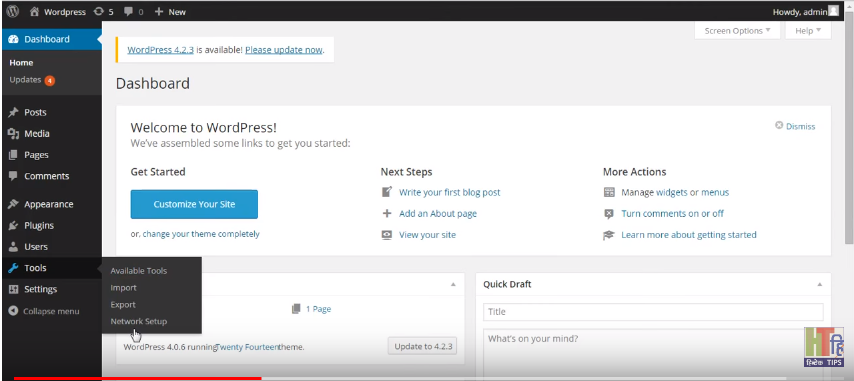 Wordpress 5 0 + New Howdy, admin
Dashboard
Home
Updates 4
Posts
Media
Pages
Comments
Appearance
Plugins
Users
Tools
Settings
Collapse menu
Available Tools
Import
Export
Network Setup
Screen Options Help
WordPress 4.2.3 is available! Please update now.
Dashboard
Welcome to WordPress!
We've assembled some links to get you started:
Dismiss
Get Started
Customize Your Site
or, change your theme completely
Next Steps
Write your first blog post
Add an About page
View your site
More Actions
Manage widgets or menus
Turn comments on or off
Learn more about getting started
1 Page
WordPress 4.0.6 running Twenty Fourteen theme.
Update to 4.2.3
Quick Draft
Title
What's on your mind?
HTहि
हिन्टेक TIPS